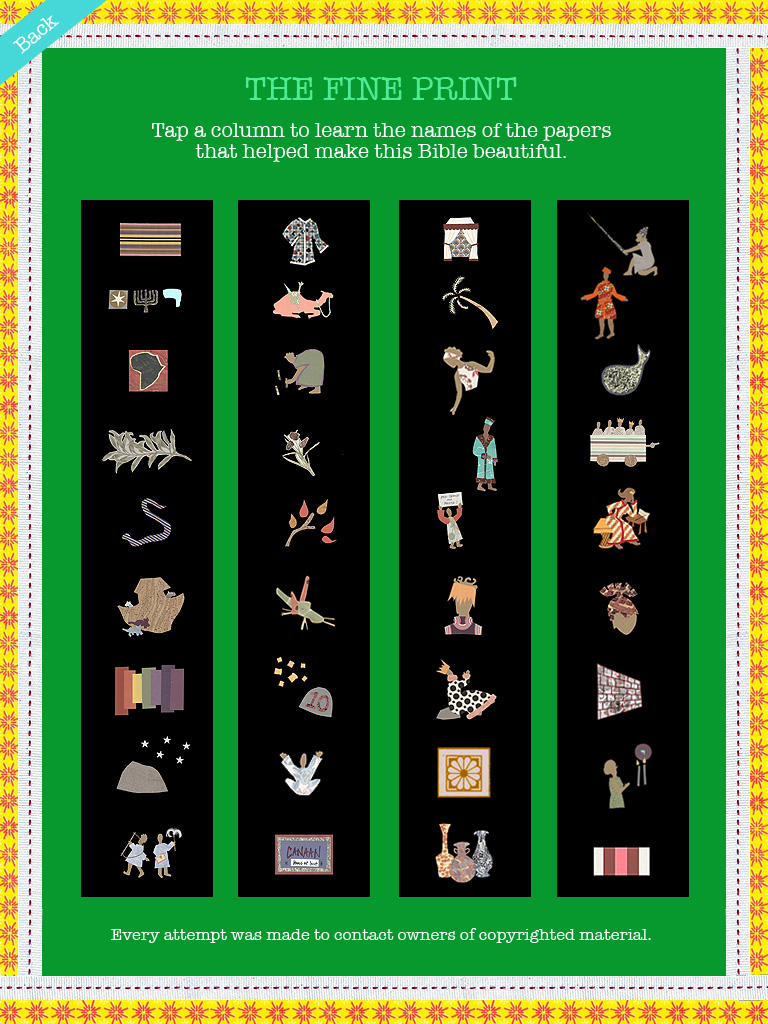 Back
THE FINE PRINT
Tap a column to learn the names of the papers
that helped make this Bible beautiful.
10
CANAAN
Every attempt was made to contact owners of copyrighted material.